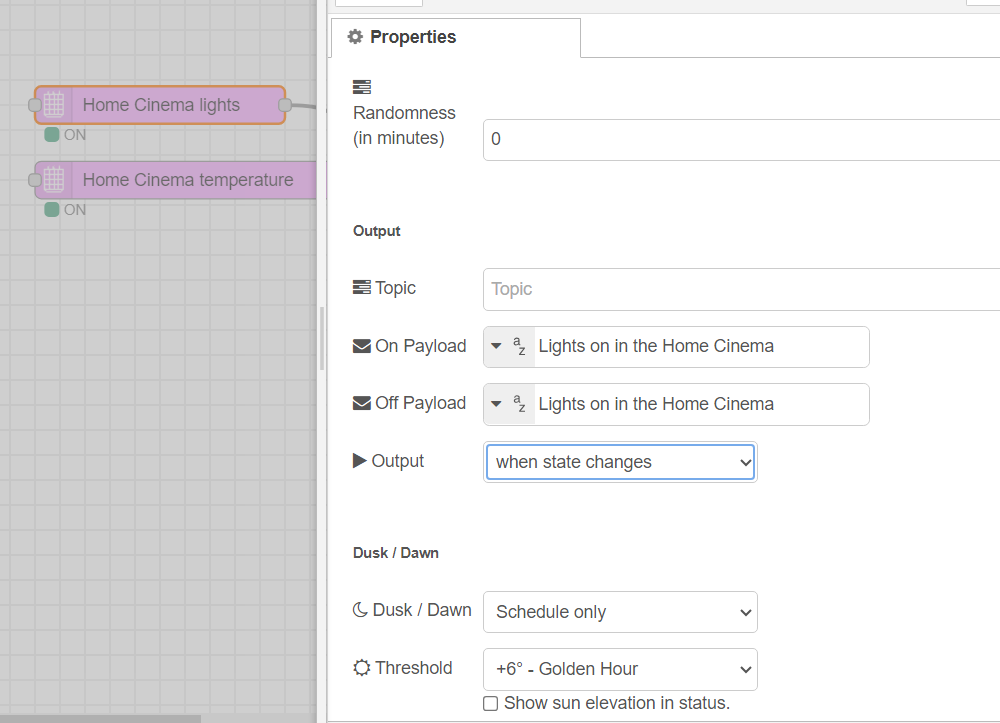 Properties
Home Cinema lights
ON
Home Cinema temperature
ON
Randomness
(in minutes)
0
Output
Topic
Topic
On Payload
a
z
Lights on in the Home Cinema
Off Payload
a
z
Lights on in the Home Cinema
Output
when state changes
Dusk / Dawn
Dusk / Dawn
Schedule only
Threshold
+6° - Golden Hour
Show sun elevation in status.